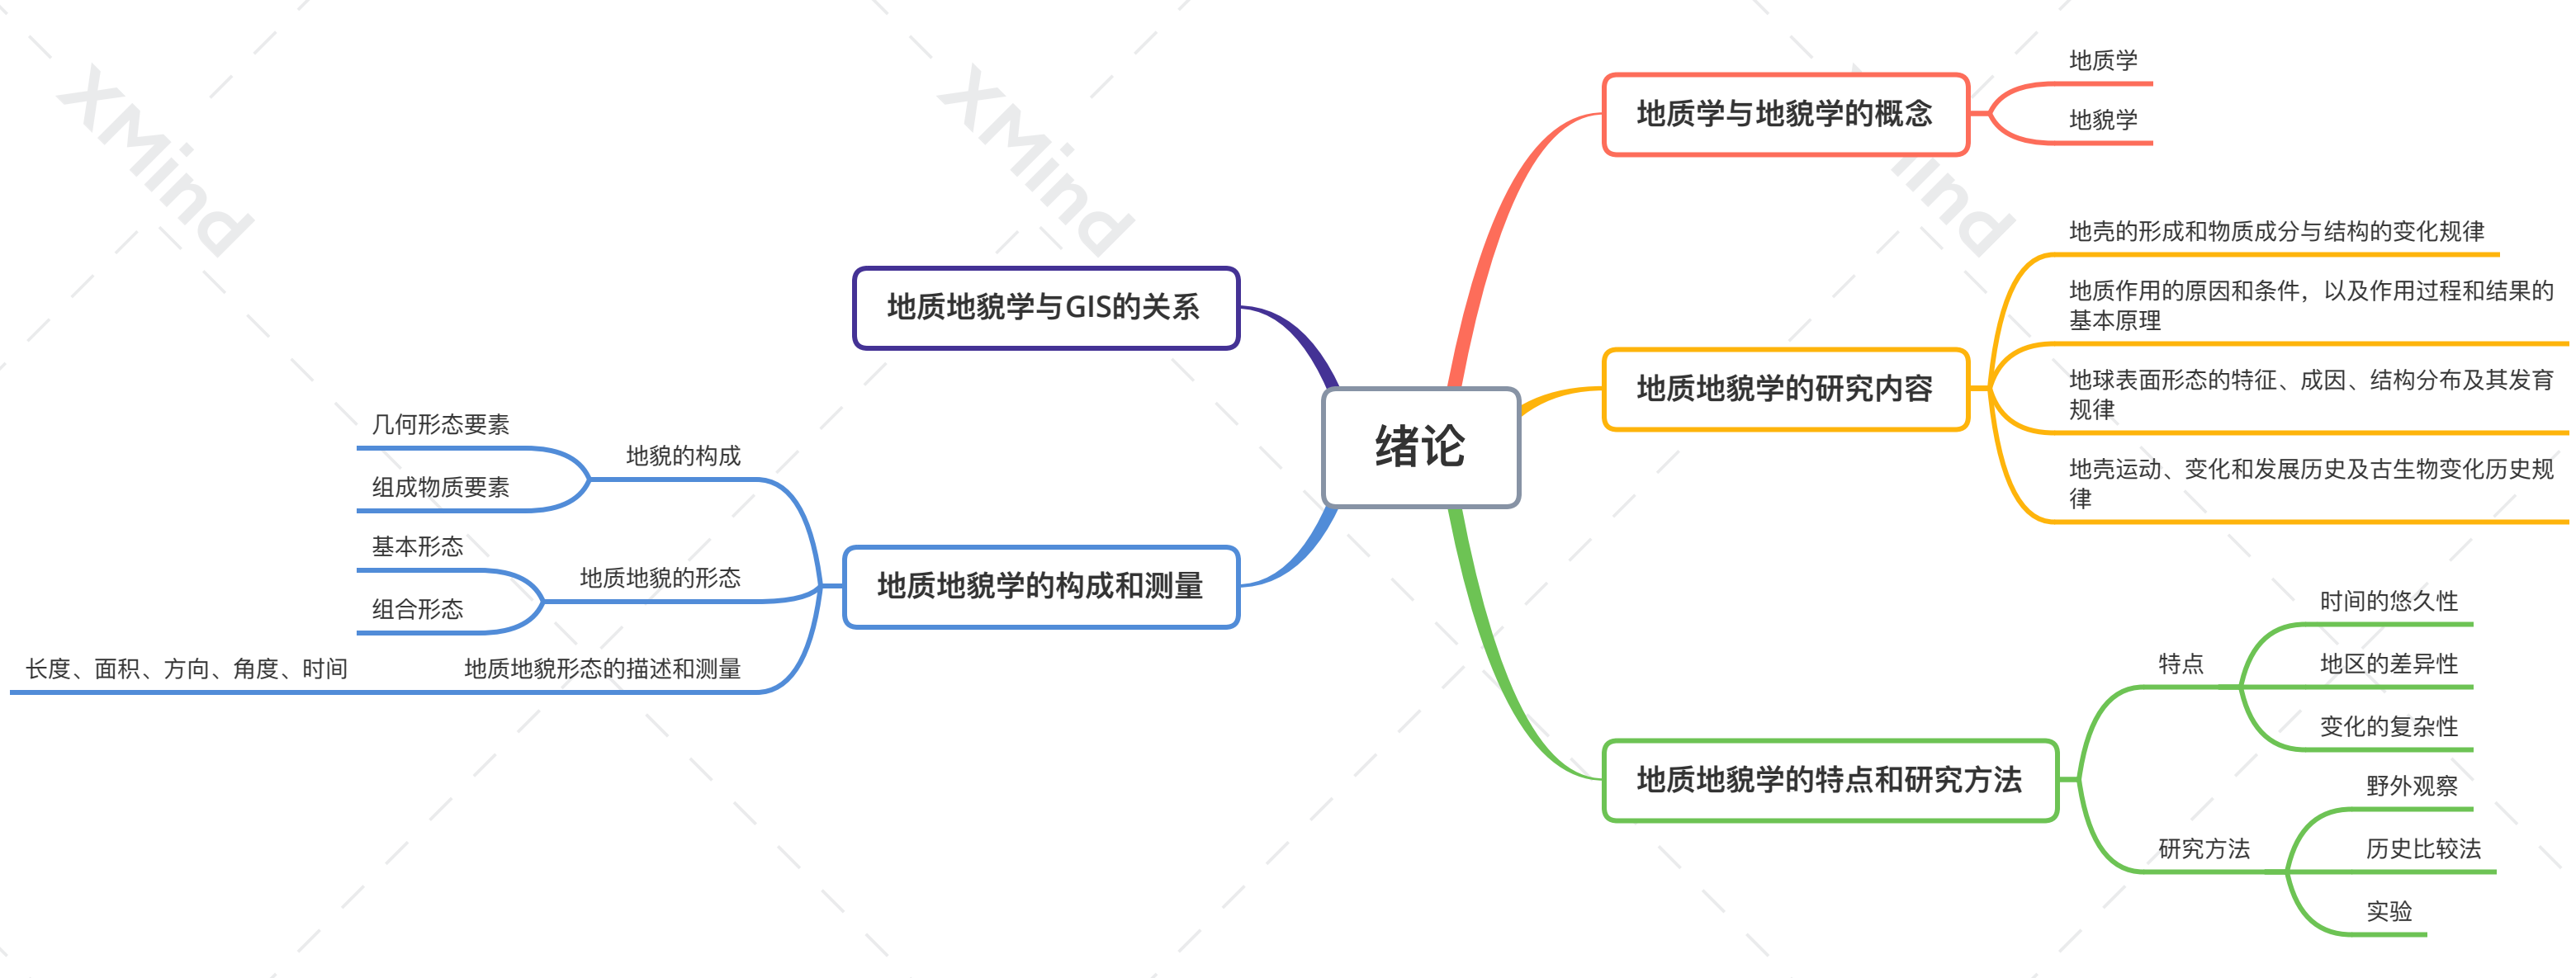 绪论
地质学与地貌学的概念
地质学
地貌学
地质地貌学的研究内容
地壳的形成和物质成分与结构的变化规律
地质作用的原因和条件，以及作用过程和结果的
基本原理
地球表面形态的特征、成因、结构分布及其发育
规律
地壳运动、变化和发展历史及古生物变化历史规
律
地质地貌学的特点和研究方法
特点
时间的悠久性
地区的差异性
变化的复杂性
研究方法
野外观察
历史比较法
实验
地质地貌学与GIS的关系
地质地貌学的构成和测量
地貌的构成
几何形态要素
组成物质要素
地质地貌的形态
基本形态
组合形态
地质地貌形态的描述和测量
长度、面积、方向、角度、时间
XMind
XMind
XMind